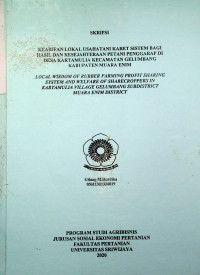 SKRIPSI
KEARIFAN LOKAL USAHATANI KARET SISTEM BAGI
HASIL DAN KESEJAHTERAAN PETANI PENGGARAP DI
DESA KARTAMULIA KECAMATAN GELUMBANG
KABUPATEN MUARA ENIM
LOCAL WISDOM OF RUBBER FARMING PROFIT SHARING
SYSTEM AND WELFARE OF SHARECROPPERS IN
KARTAMULIA VILLAGE GELUMBANG SUBDISTRICT
MUARA ENIM DISTRICT
Gilang M.
PROGRAM STUDI AGRIBISNIS
JURUSAN SOSIAL EKONOMI PERTANIAN
FAKULTAS PERTANIAN
UNIVERSITAS SRIWIJAYA
2020